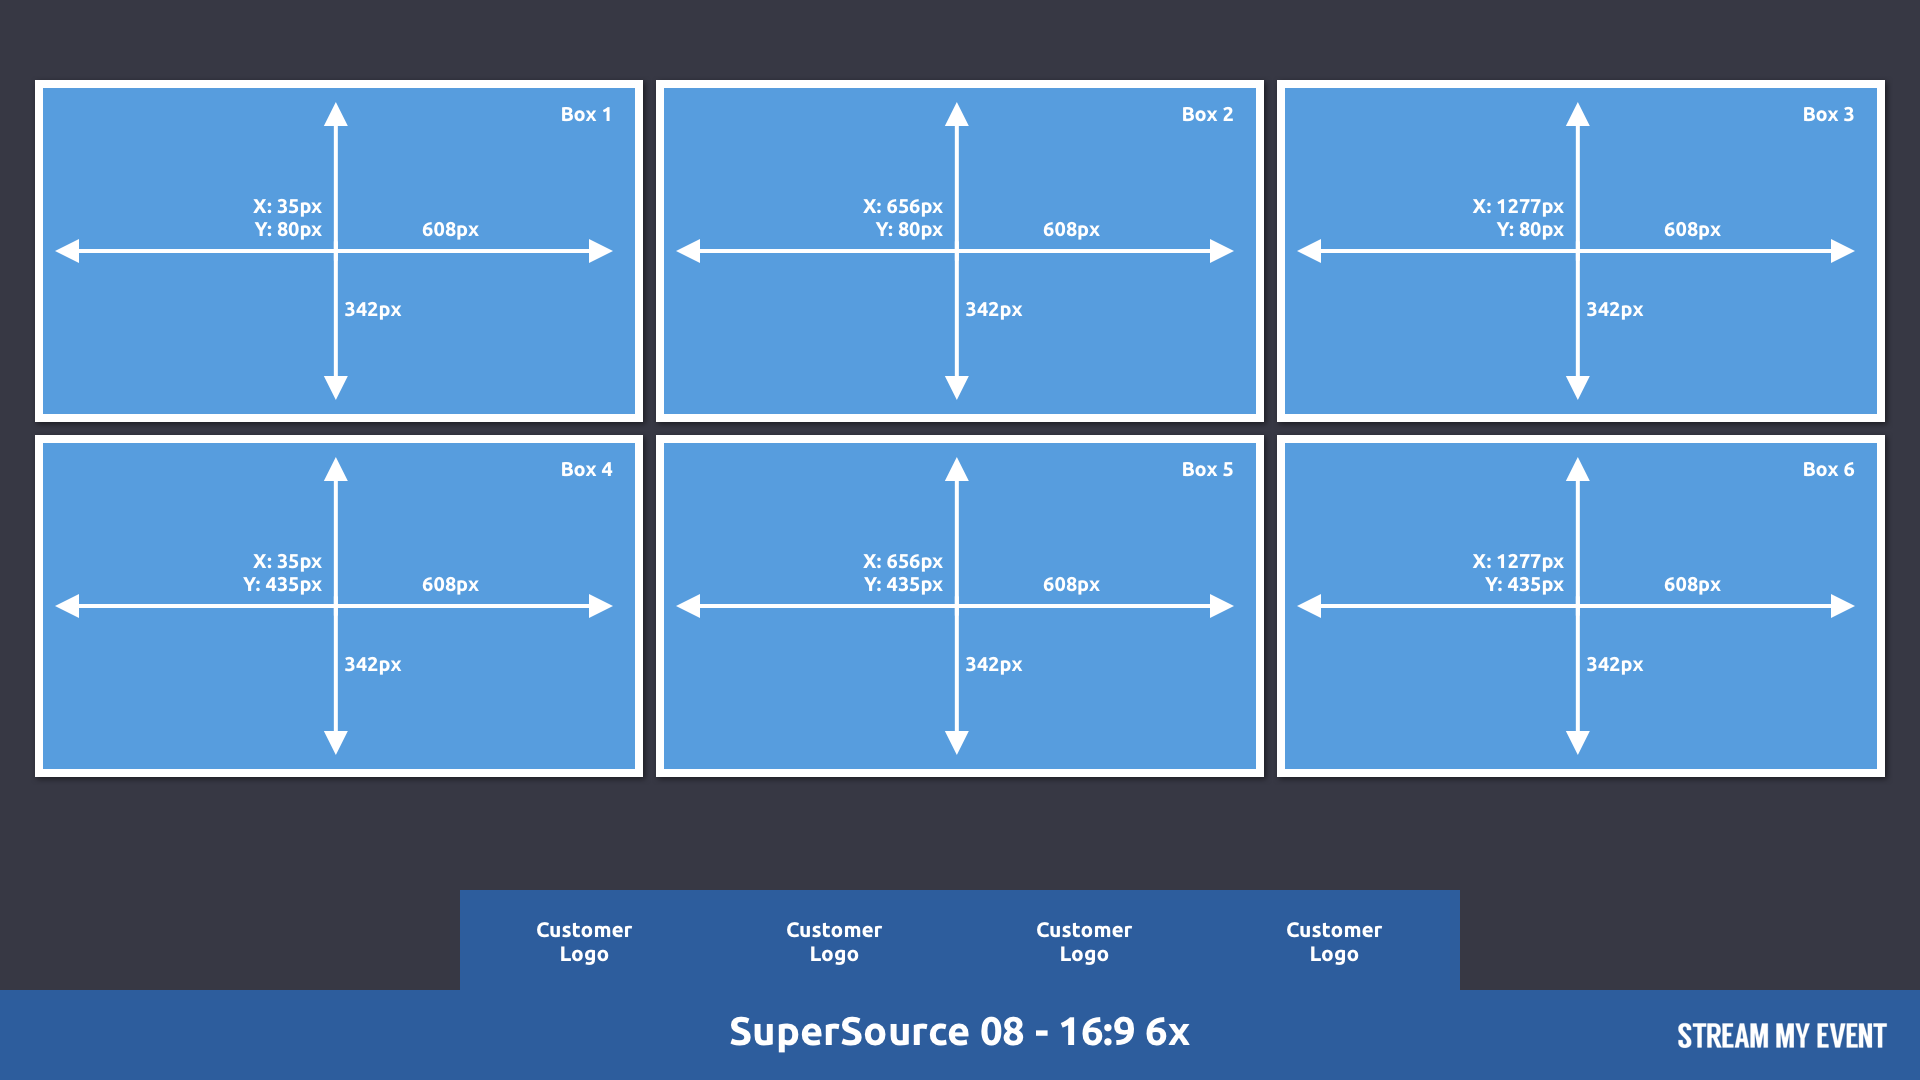 Box 1
X: 35px
Y: 80px
608px
342px
Box 2
X: 656px
Y: 80px
608px
342px
Box 3
X: 1277px
Y: 80px
608px
342px
Box 4
X: 35px
Y: 435px
608px
342px
Box 5
X: 656px
Y: 435px
608px
342px
Box 6
X: 1277px
Y: 435px
608px
342px
Customer
Logo
Customer
Logo
Customer
Logo
Customer
Logo
SuperSource 08 - 16:9 6x
STREAM MY EVENT